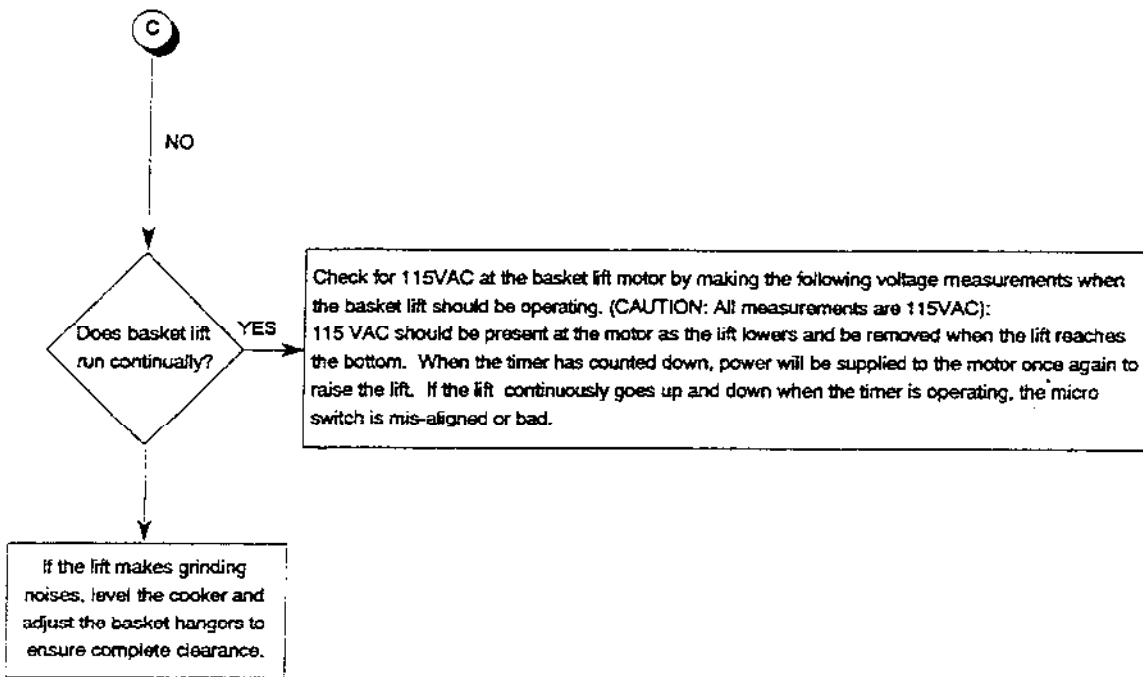 C
NO
Does basket lift
run continually?
YES
Check for 115VAC at the basket lift motor by making the following voltage measurements when
the basket lift should be operating. (CAUTION: All measurements are 115VAC):
115 VAC should be present at the motor as the lift lowers and be removed when the lift reaches
the bottom. When the timer has counted down, power will be supplied to the motor once again to
raise the lift. If the lift continuously goes up and down when the timer is operating, the micro
switch is mis-aligned or bad.
If the lift makes grinding
noises, level the cooker and
adjust the basket hangors to
ensure complete clearance.